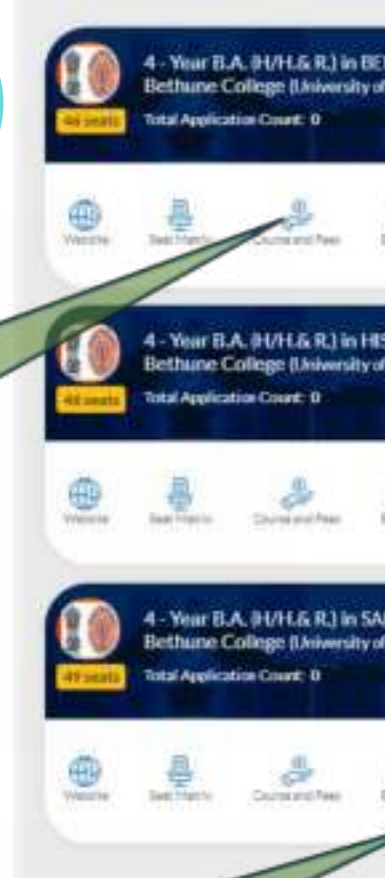 4 - Year B.A. (H/H.& R.) in BE
Bethune College (University of
46 seats
Total Application Count: 0
Website
Seat Matrix
Course and Fees
4 - Year B.A. (H/H.& R.) in HIS
Bethune College (University of
seats
Total Application Count: 0
Website
Seat Matrix
Course and Fees
4 - Year B.A. (H/H.& R.) in SA
Bethune College (University of
49 seats
Total Application Count: 0
Website
Seat Matrix
Course and Fees